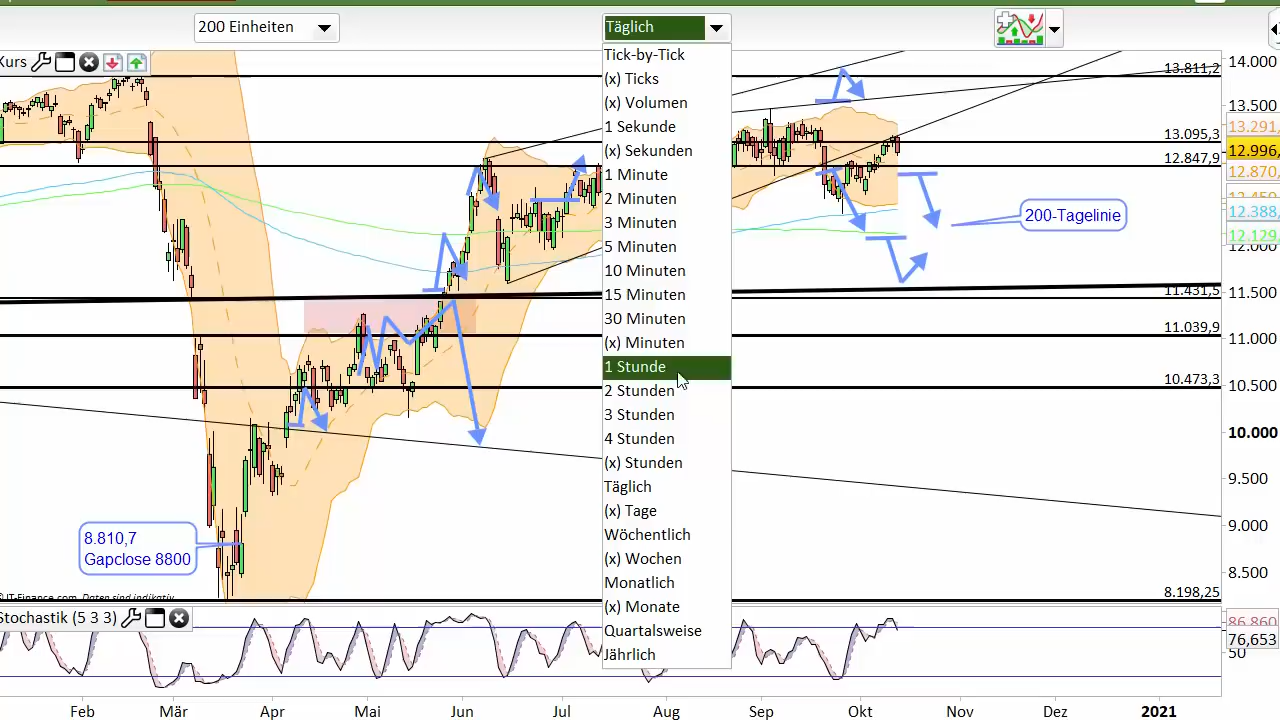 200 Einheiten
Täglich
Kurs
Tick-by-Tick
(x) Ticks
(x) Volumen
1 Sekunde
(x) Sekunden
1 Minute
2 Minuten
3 Minuten
5 Minuten
10 Minuten
15 Minuten
30 Minuten
(x) Minuten
1 Stunde
2 Stunden
3 Stunden
4 Stunden
(x) Stunden
Täglich
(x) Tage
Wöchentlich
(x) Wochen
Monatlich
(x) Monate
Quartalsweise
Jährlich
13.811,2
13.095,3
12.847,9
200-Tagelinie
11.431,5
11.039,9
10.473,3
8.198,25
14.000
13.500
13.291
12.996,
12.870
12.388
12.129
12.000
11.500
11.000
10.500
10.000
9.500
9.000
8.500
8.810,7
Gapclose 8800
© IT-Finance.com Daten sind indikativ
Stochastik (5 3 3)
86,860
76,653
50
Feb
Mär
Apr
Mai
Jun
Jul
Aug
Sep
Okt
Nov
Dez
2021